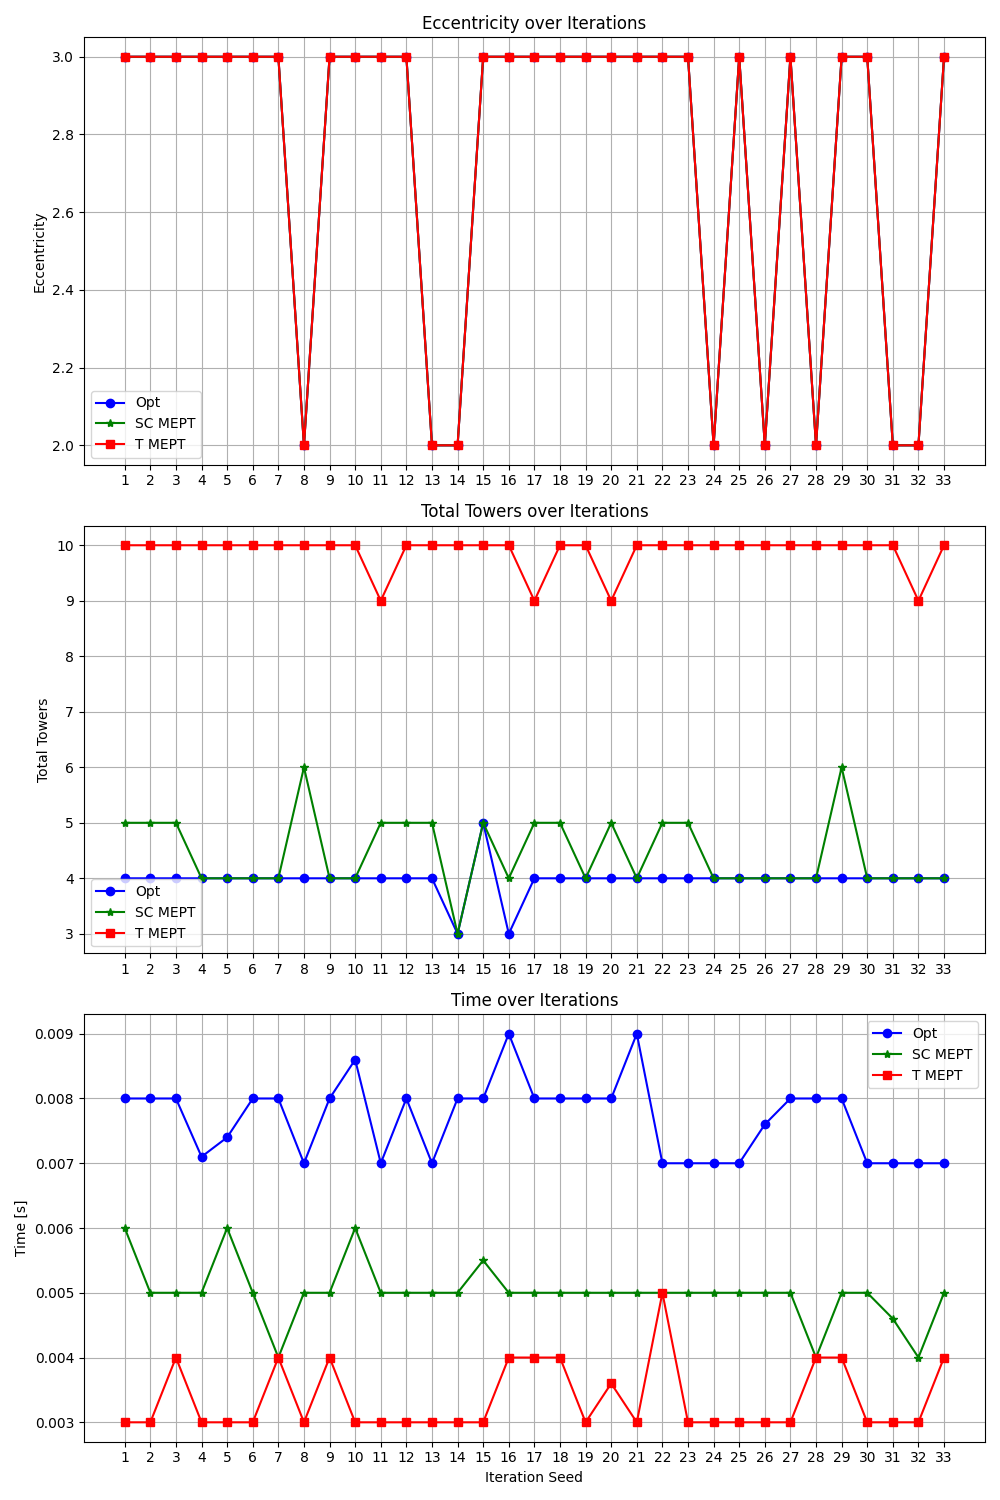 Eccentricity over Iterations
3.0
2.8
2.6
2.4
2.2
2.0
Eccentricity
Opt
SC MEPT
T MEPT
1 2 3 4 5 6 7 8 9 10 11 12 13 14 15 16 17 18 19 20 21 22 23 24 25 26 27 28 29 30 31 32 33
Total Towers over Iterations
10
9
8
7
6
5
4
3
Total Towers
Opt
SC MEPT
T MEPT
1 2 3 4 5 6 7 8 9 10 11 12 13 14 15 16 17 18 19 20 21 22 23 24 25 26 27 28 29 30 31 32 33
Time over Iterations
0.009
0.008
0.007
0.006
0.005
0.004
0.003
Time [s]
Opt
SC MEPT
T MEPT
1 2 3 4 5 6 7 8 9 10 11 12 13 14 15 16 17 18 19 20 21 22 23 24 25 26 27 28 29 30 31 32 33
Iteration Seed